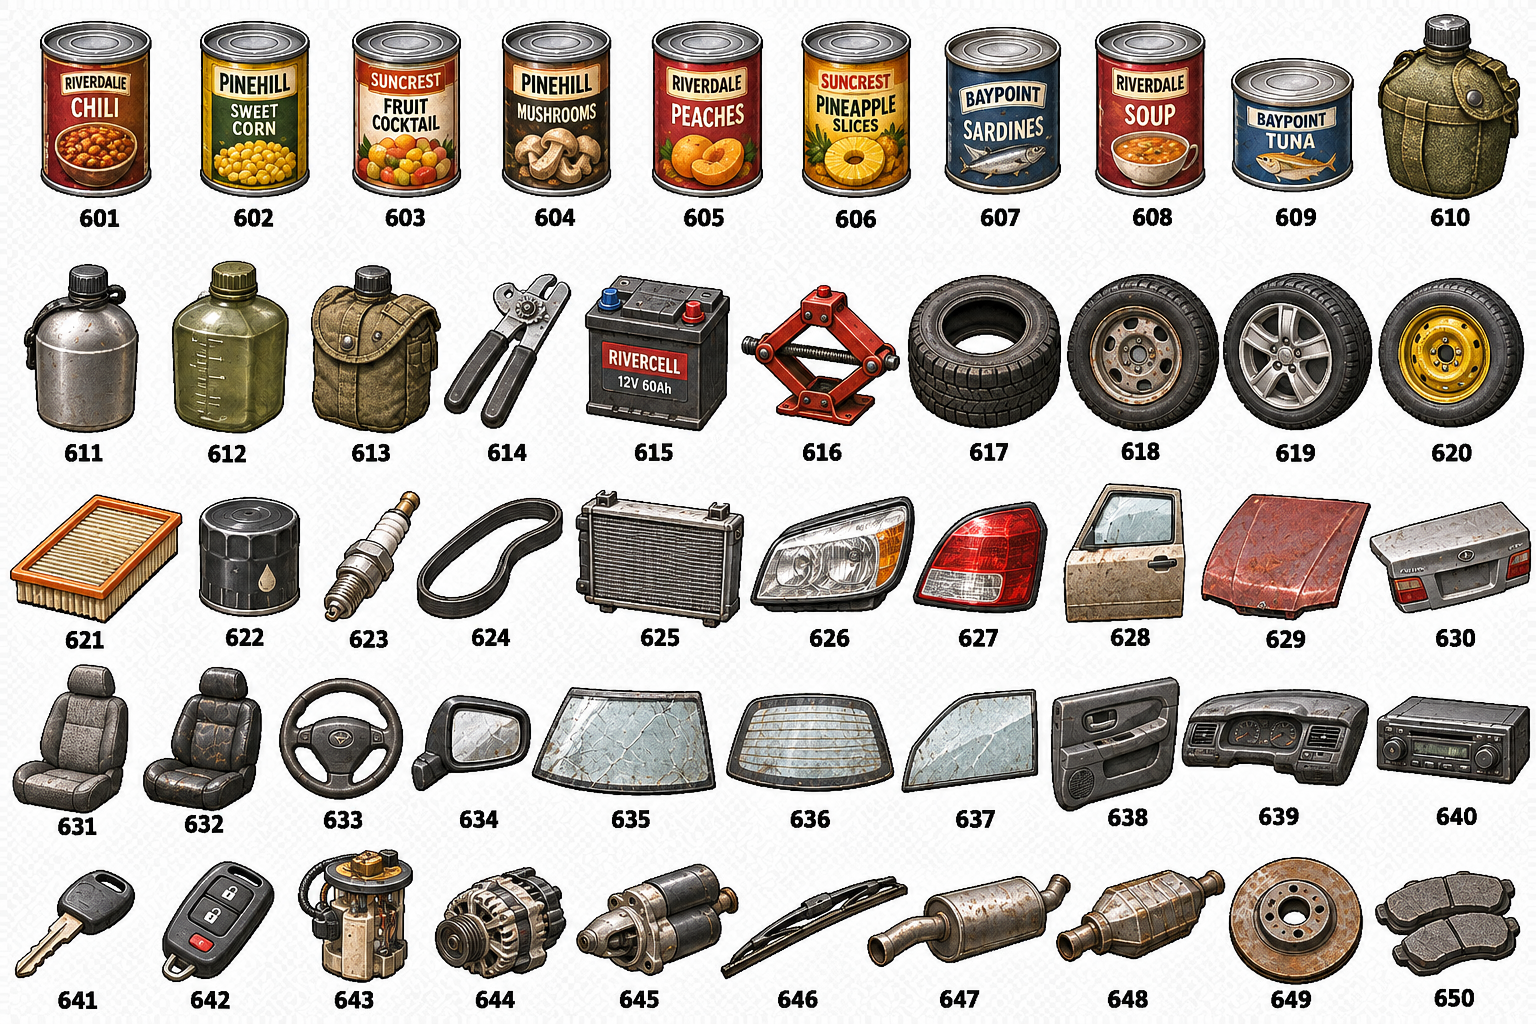 RIVERDALE
CHILI
PINEHILL
SWEET
CORN
SUNCREST
FRUIT
COCKTAIL
PINEHILL
MUSHROOMS
RIVERDALE
PEACHES
SUNCREST
PINEAPPLE
SLICES
BAYPOINT
SARDINES
RIVERDALE
SOUP
BAYPOINT
TUNA
601 602 603 604 605 606 607 608 609 610
RIVERCELL
12V 60Ah
611 612 613 614 615 616 617 618 619 620
621 622 623 624 625 626 627 628 629 630
631 632 633 634 635 636 637 638 639 640
641 642 643 644 645 646 647 648 649 650